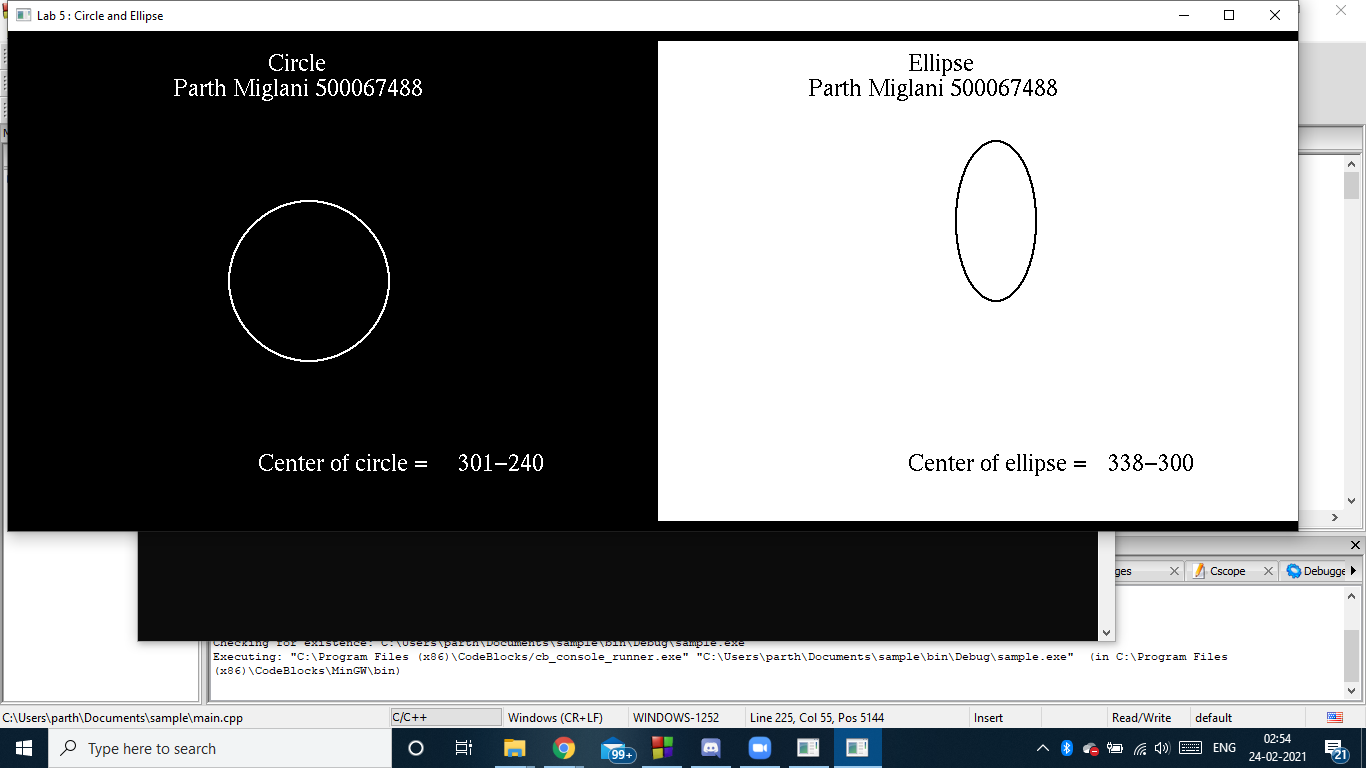 Lab 5 : Circle and Ellipse
Circle
Parth Miglani 500067488
Center of circle = 301-240
Ellipse
Parth Miglani 500067488
Center of ellipse = 338-300
ges
Cscope
Debugge
Checking for existence: C:\Users\parth\Documents\sample\bin\Debug\sample.exe
Executing: "C:\Program Files (x86)\CodeBlocks/cb_console_runner.exe" "C:\Users\parth\Documents\sample\bin\Debug\sample.exe" (in C:\Program Files
(x86)\CodeBlocks\MinGW\bin)
C:\Users\parth\Documents\sample\main.cpp C/C++ Windows (CR+LF) WINDOWS-1252 Line 225, Col 55, Pos 5144 Insert Read/Write default
Type here to search
99+
ENG
02:54
24-02-2021
21